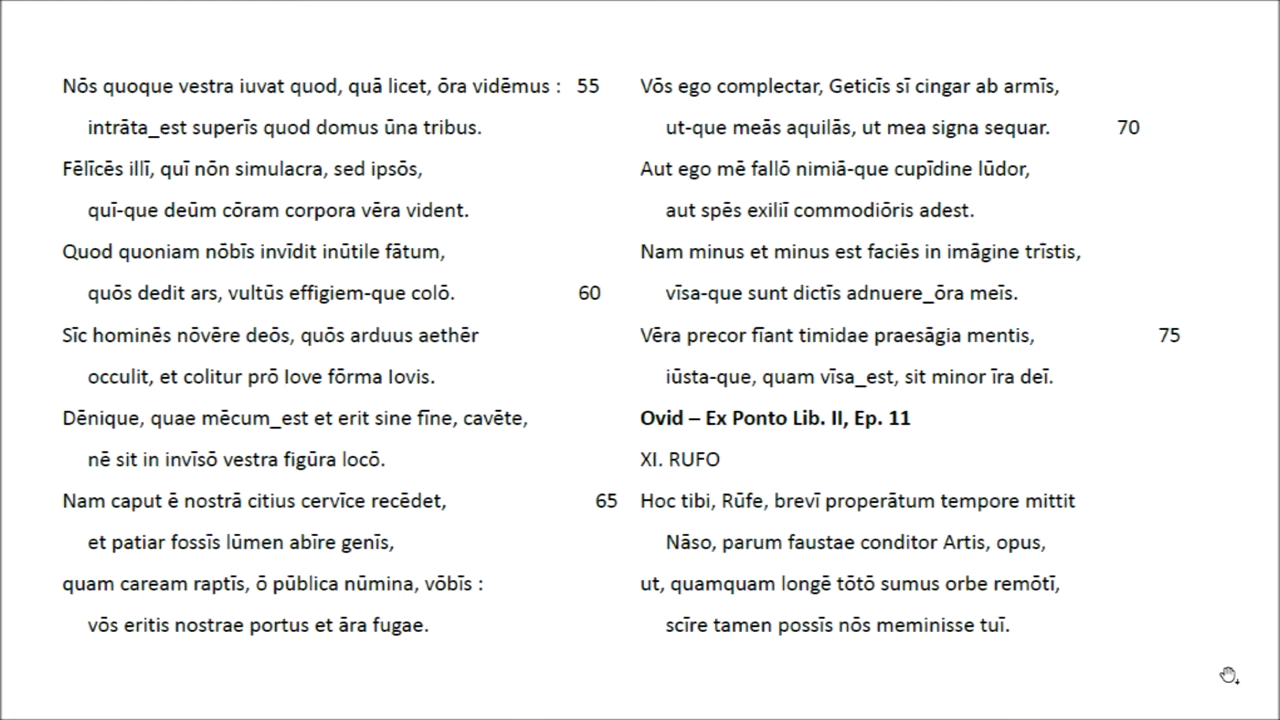 Nōs quoque vestra iuvat quod, quā licet, ōra vidēmus : 55
intrāta_est superīs quod domus ūna tribus.
Fēlīcēs illī, quī nōn simulacra, sed ipsōs,
quī-que deūm cōram corpora vēra vident.
Quod quoniam nōbīs invīdit inūtile fātum,
quōs dedit ars, vultūs effigiem-que colō. 60
Sīc hominēs nōvēre deōs, quōs arduus aethēr
occulit, et colitur prō Iove fōrma Iovis.
Dēnique, quae mēcum_est et erit sine fīne, cavēte,
nē sit in invīsō vestra figūra locō.
Nam caput ē nostrā citius cervīce recēdet, 65
et patiar fossīs lūmen abīre genīs,
quam caream raptīs, ō pūblica nūmina, vōbīs :
vōs eritis nostrae portus et āra fugae.
Vōs ego complectar, Geticīs sī cingar ab armīs,
ut-que meās aquilās, ut mea signa sequar. 70
Aut ego mē fallō nimiā-que cupīdine lūdor,
aut spēs exiliī commodiōris adest.
Nam minus et minus est faciēs in imāgine trīstis,
vīsa-que sunt dictīs adnuere_ōra meīs.
Vēra precor fīant timidae praesāgia mentis, 75
iūsta-que, quam vīsa_est, sit minor īra deī.
Ovid – Ex Ponto Lib. II, Ep. 11
XI. RUFO
Hoc tibi, Rūfe, brevī properātum tempore mittit
Nāso, parum faustae conditor Artis, opus,
ut, quamquam longē tōtō sumus orbe remōtī,
scīre tamen possīs nōs meminisse tuī.